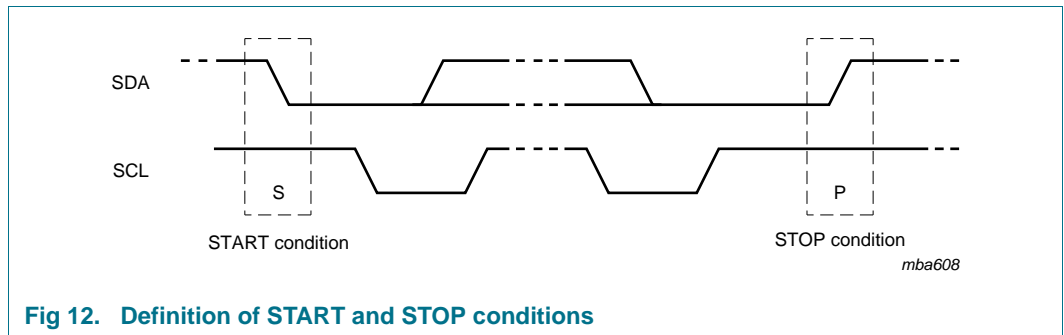 SDA
SCL
S
P
START condition
STOP condition
mba608
Fig 12. Definition of START and STOP conditions